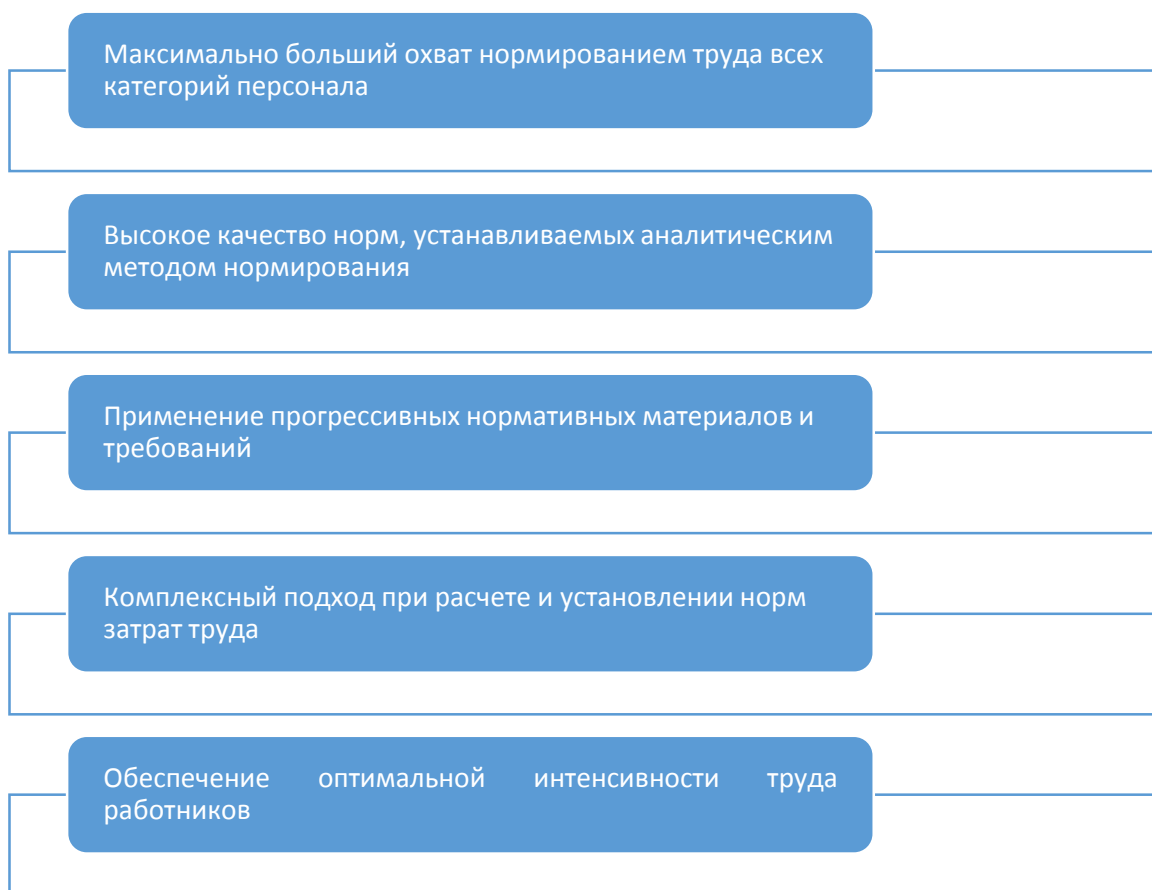 Максимально больший охват нормированием труда всех
категорий персонала
Высокое качество норм, устанавливаемых аналитическим
методом нормирования
Применение прогрессивных нормативных материалов и
требований
Комплексный подход при расчете и установлении норм
затрат труда
Обеспечение оптимальной интенсивности труда
работников